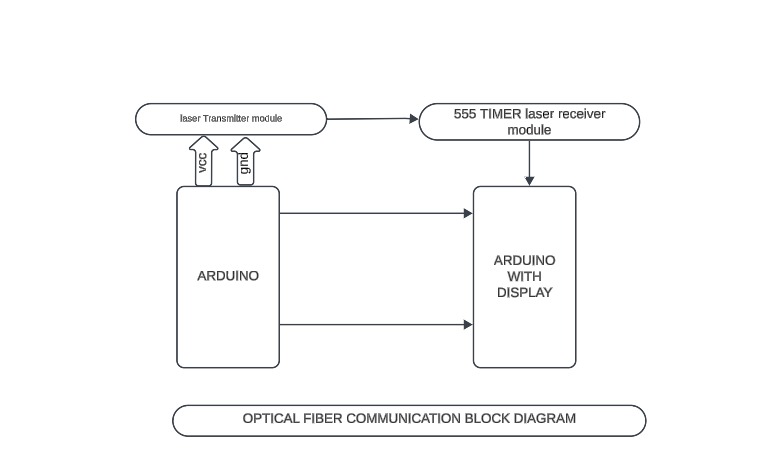 laser Transmitter module
555 TIMER laser receiver
module
vcc
gnd
ARDUINO
ARDUINO
WITH
DISPLAY
OPTICAL FIBER COMMUNICATION BLOCK DIAGRAM